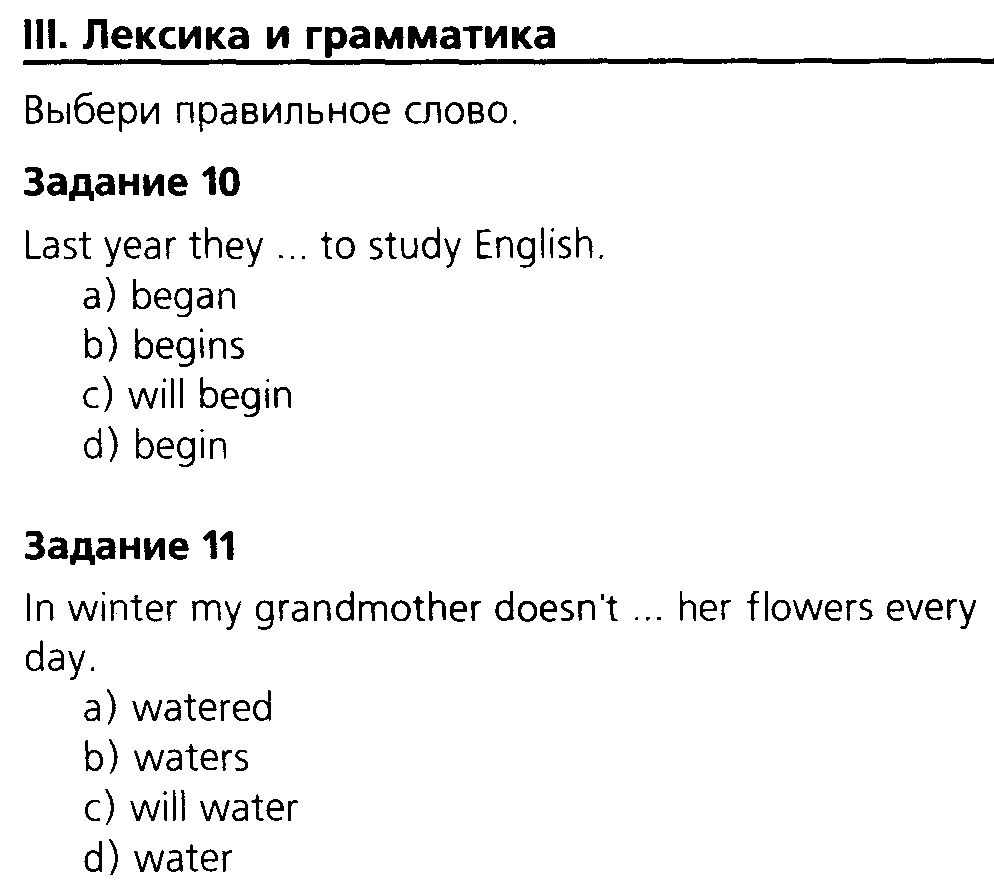 III. Лексика и грамматика
Выбери правильное слово.
Задание 10
Last year they ... to study English.
a) began
b) begins
c) will begin
d) begin
Задание 11
In winter my grandmother doesn't ... her flowers every
day.
a) watered
b) waters
c) will water
d) water